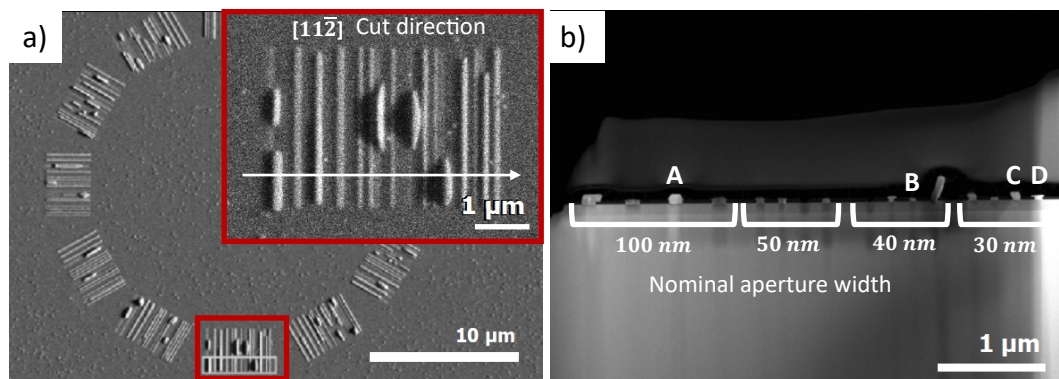 a)
[112̄] Cut direction
1 μm
10 μm
b)
A
B
C D
100 nm
50 nm
40 nm
30 nm
Nominal aperture width
1 μm